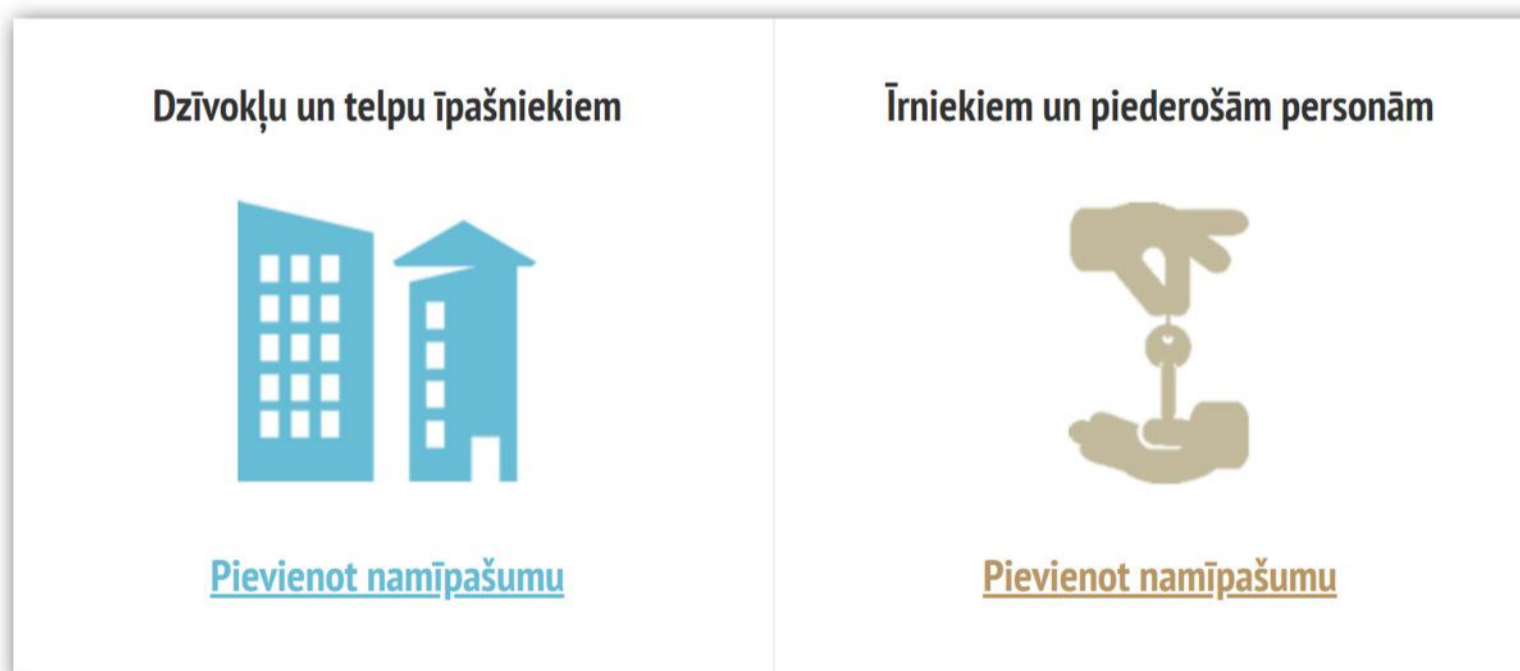 Dzīvokļu un telpu īpašniekiem
Pievienot namīpašumu
Īrniekiem un piederošām personām
Pievienot namīpašumu